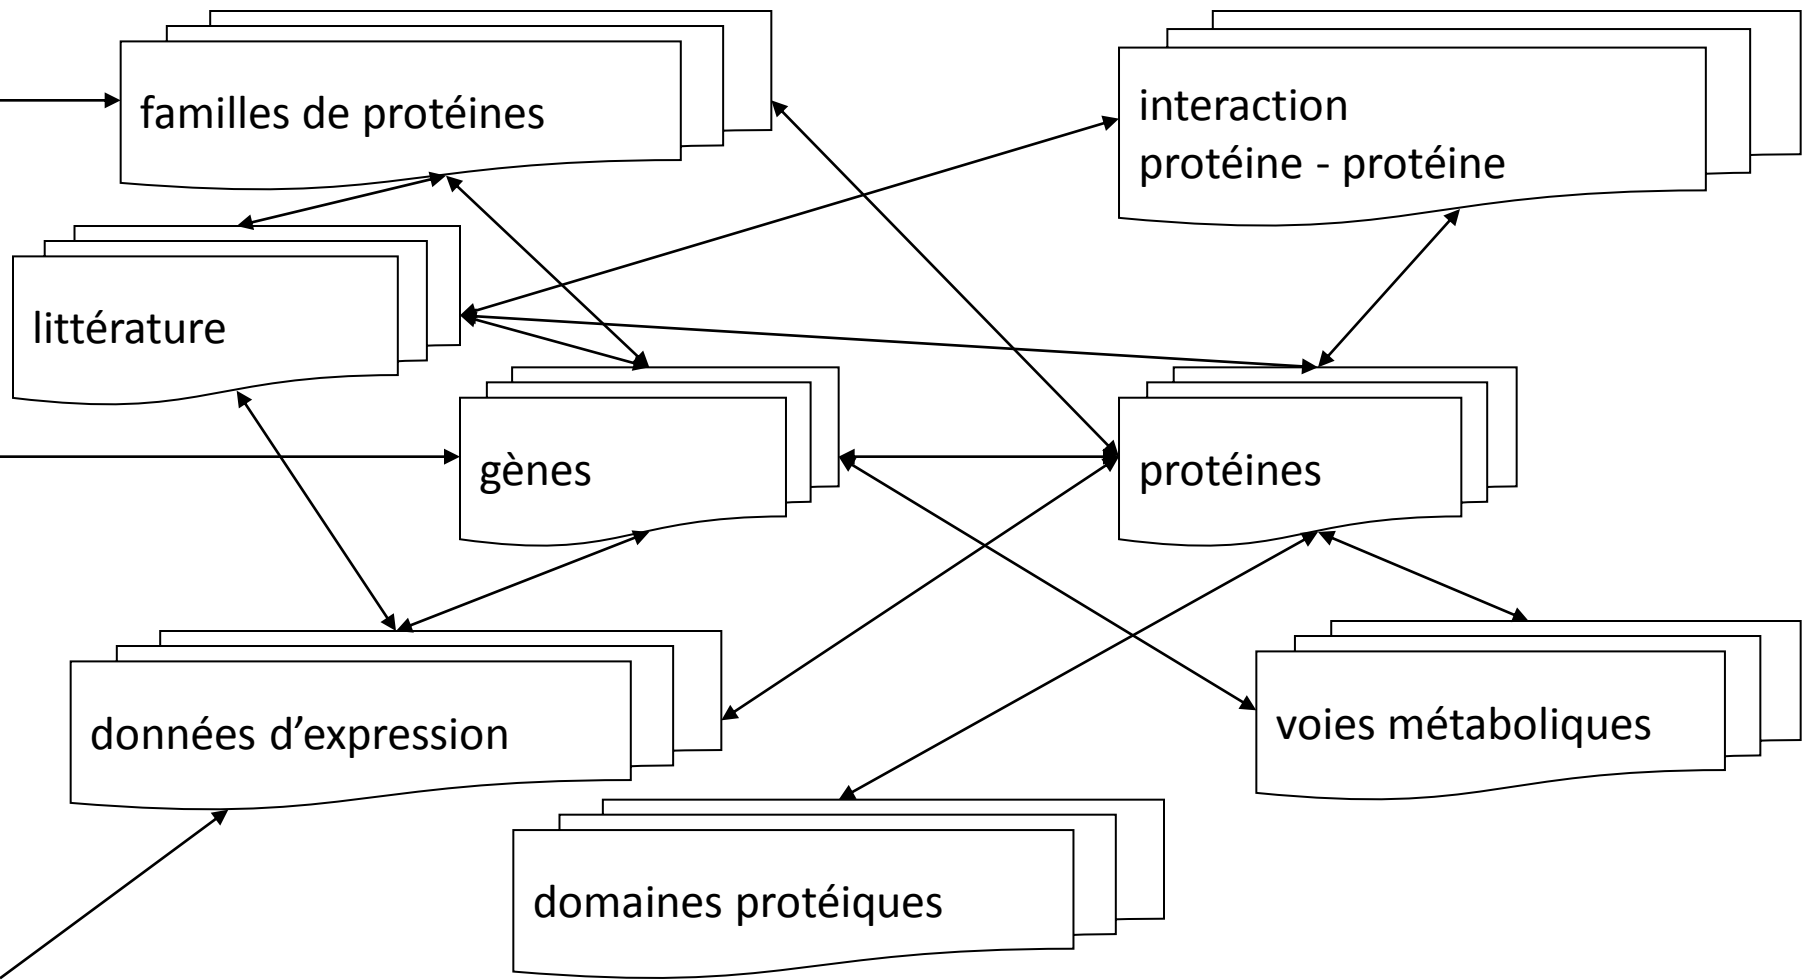 familles de protéines
interaction
protéine - protéine
littérature
gènes
protéines
données d’expression
voies métaboliques
domaines protéiques